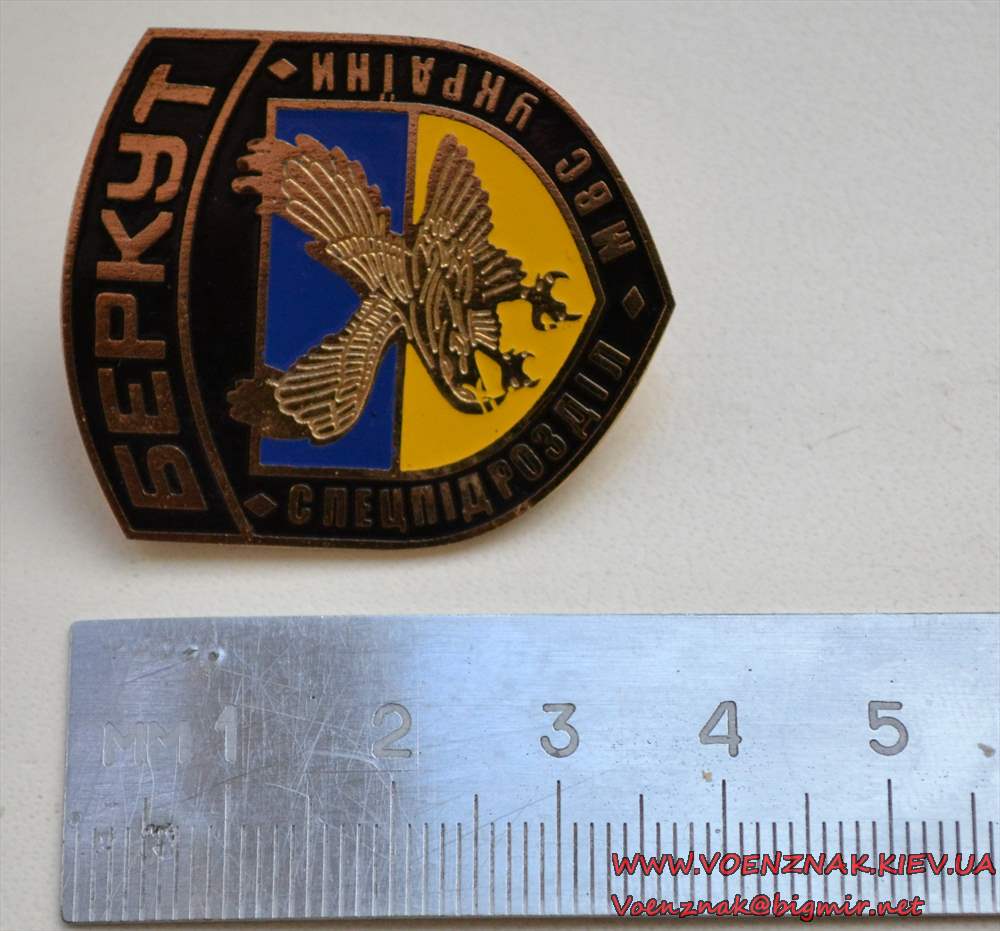 БЕРКУТ
СПЕЦПІДРОЗДІЛ
МВС УКРАЇНИ
ММ 1 2 3 4 5
WWW.VOENZNAK.KIEV.UA
Voenznak@bigmir.net